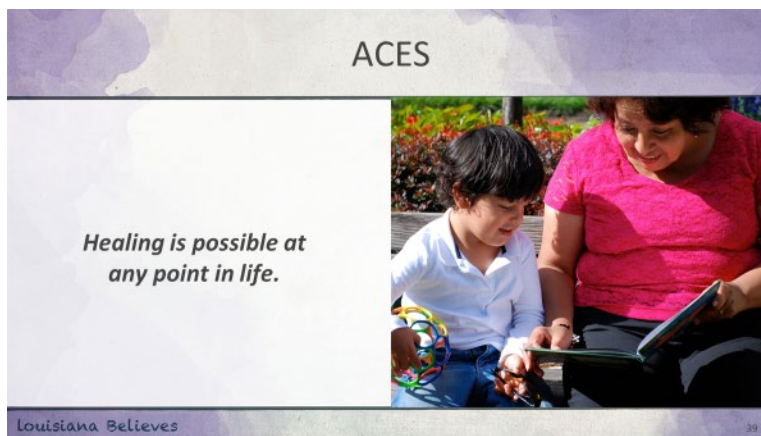 ACES
Healing is possible at
any point in life.
Louisiana Believes
39